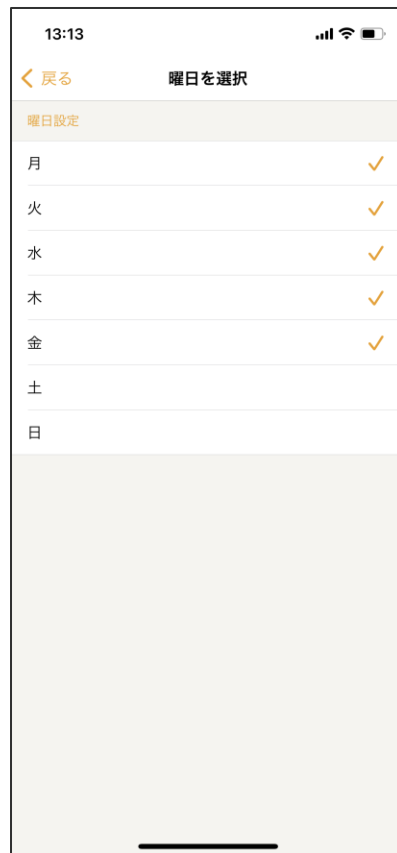 13:13
戻る 曜日を選択
曜日設定
月
火
水
木
金
土
日